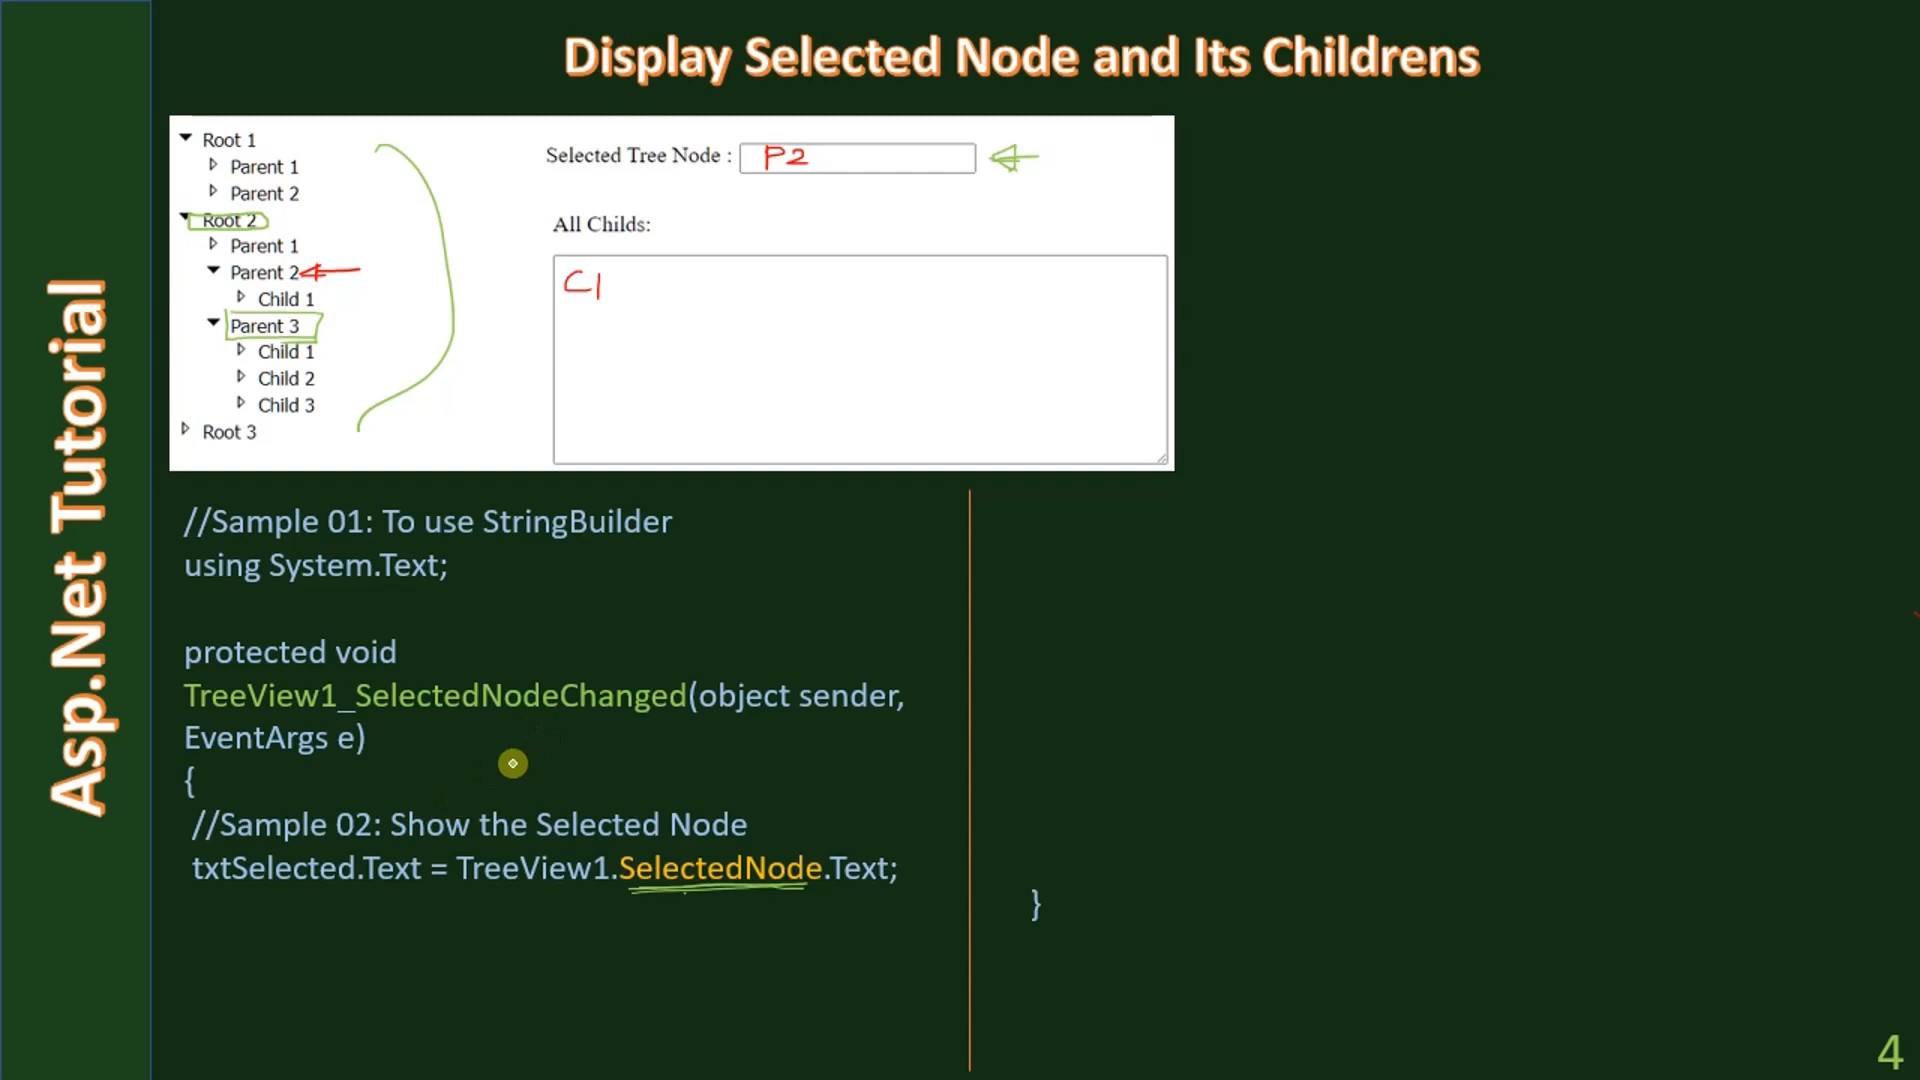 Asp.Net Tutorial
Display Selected Node and Its Childrens
Root 1
Parent 1
Parent 2
Root 2
Parent 1
Parent 2
Child 1
Parent 3
Child 1
Child 2
Child 3
Root 3
Selected Tree Node : P2
All Childs:
C1
//Sample 01: To use StringBuilder
using System.Text;
protected void
TreeView1_SelectedNodeChanged(object sender,
EventArgs e)
{
//Sample 02: Show the Selected Node
txtSelected.Text = TreeView1.SelectedNode.Text;
}
4